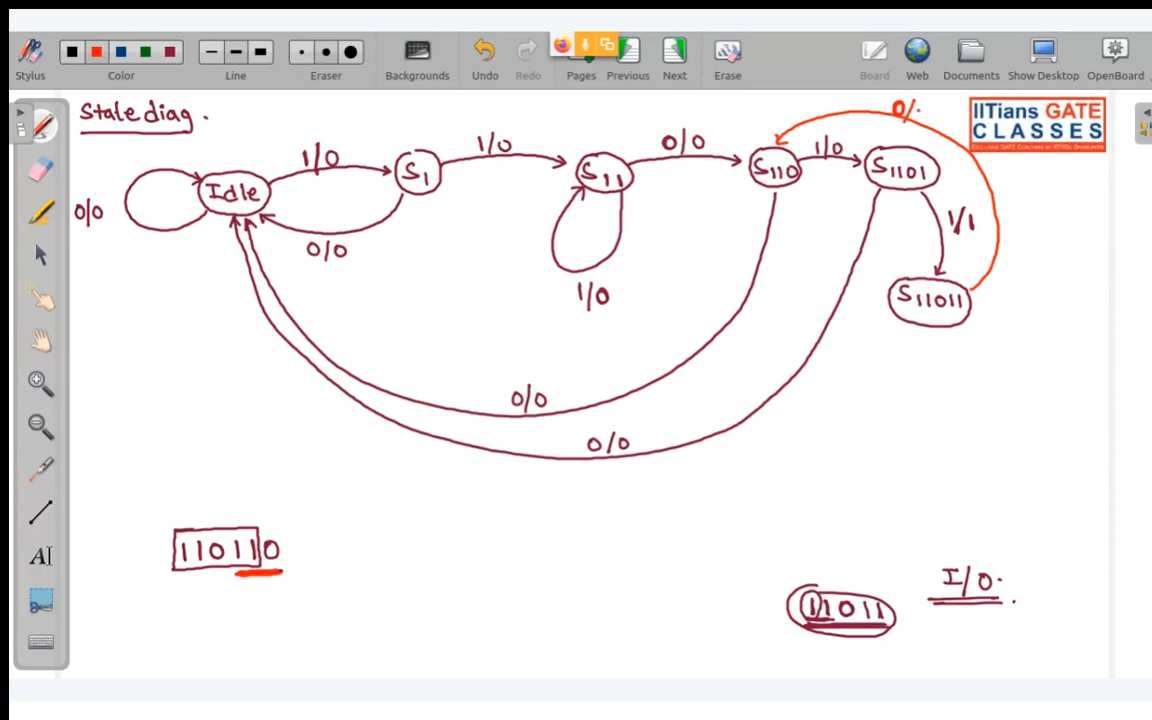 Stylus
Color
Line
Eraser
Backgrounds
Undo
Redo
Pages
Previous
Next
Erase
Board
Web
Documents
Show Desktop
OpenBoard
State diag.
IITians GATE
CLASSES
0/0
Idle
1/0
S1
0/0
1/0
S11
1/0
0/0
S110
1/0
S1101
0/.
1/1
S11011
0/0
0/0
110110
11011
I/O.
A